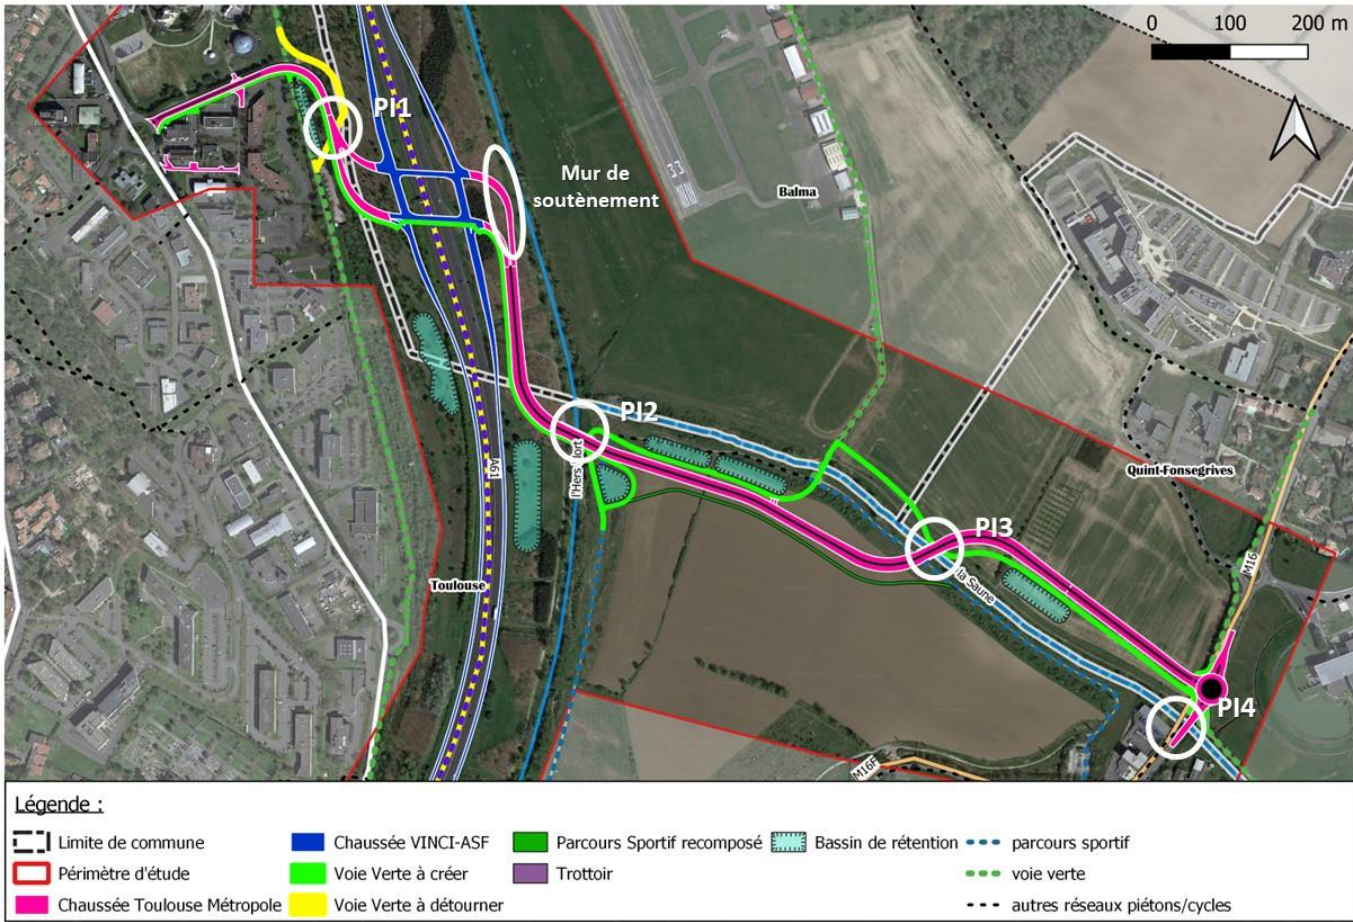 0 100 200 m
PI1
Mur de
soutènement
Balma
PI2
l'Hers Mort
A61
Toulouse
Quint-Fonsegrives
PI3
la Saune
M16
PI4
M16F
Légende :
Limite de commune
Périmètre d'étude
Chaussée Toulouse Métropole
Chaussée VINCI-ASF
Voie Verte à créer
Voie Verte à détourner
Parcours Sportif recomposé
Trottoir
Bassin de rétention
parcours sportif
voie verte
autres réseaux piétons/cycles